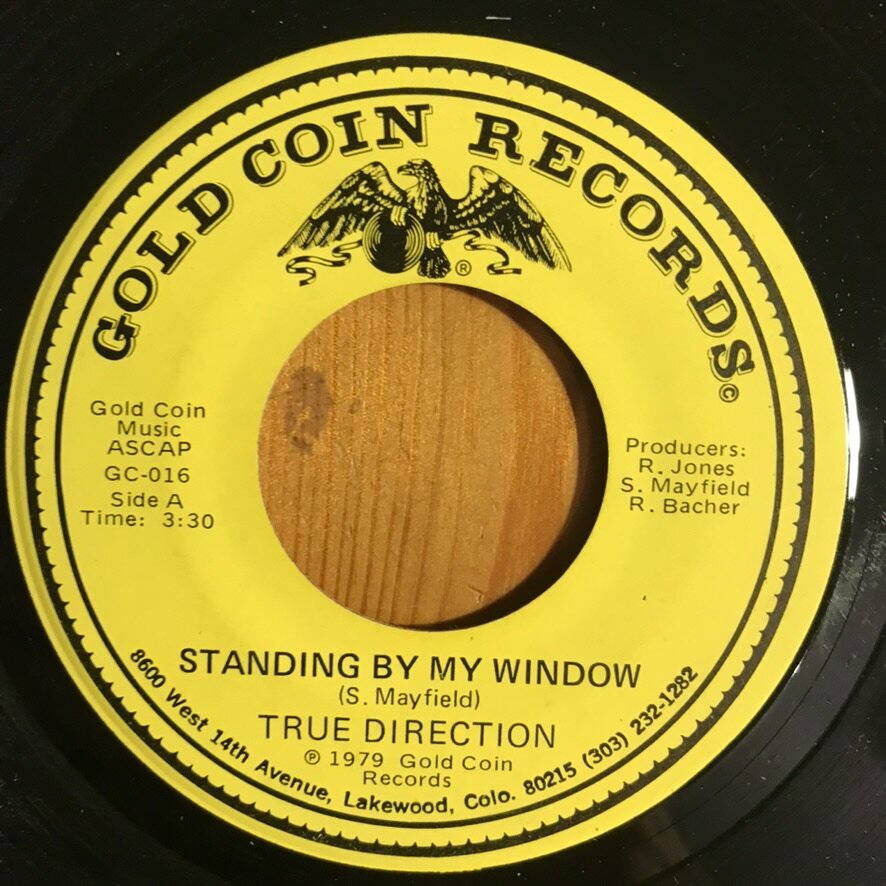 GOLD COIN RECORDS©
®
Gold Coin
Music
ASCAP
GC-016
Side A
Time: 3:30
Producers:
R. Jones
S. Mayfield
R. Bacher
STANDING BY MY WINDOW
(S. Mayfield)
TRUE DIRECTION
℗ 1979 Gold Coin
Records
8600 West 14th Avenue, Lakewood, Colo. 80215 (303) 232-1282